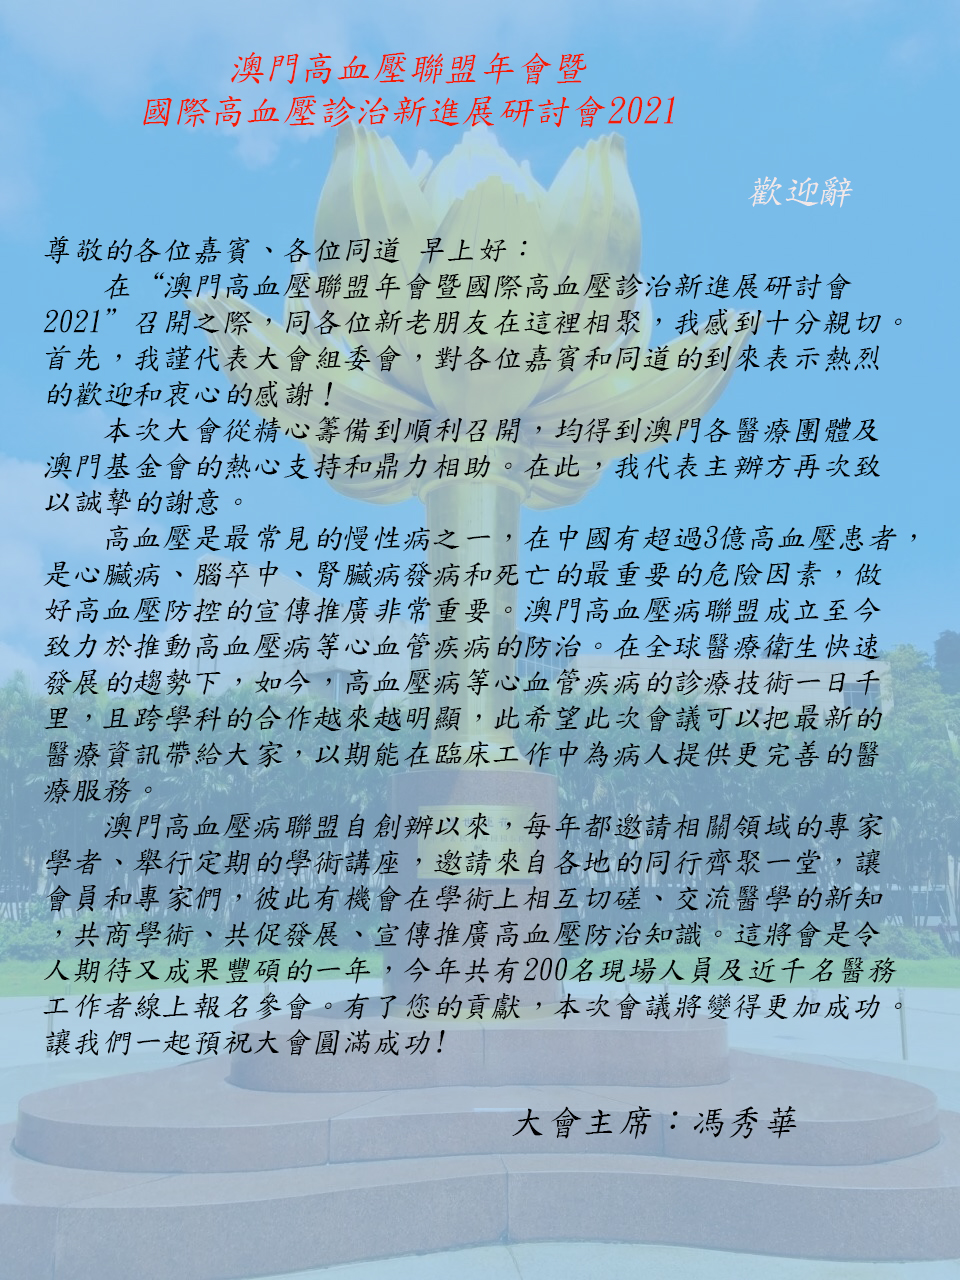 澳門高血壓聯盟年會暨
國際高血壓診治新進展研討會2021
歡迎辭
尊敬的各位嘉賓、各位同道 早上好：
在“澳門高血壓聯盟年會暨國際高血壓診治新進展研討會
2021”召開之際，同各位新老朋友在這裡相聚，我感到十分親切。
首先，我謹代表大會組委會，對各位嘉賓和同道的到來表示熱烈
的歡迎和衷心的感謝！
本次大會從精心籌備到順利召開，均得到澳門各醫療團體及
澳門基金會的熱心支持和鼎力相助。在此，我代表主辦方再次致
以誠摯的謝意。
高血壓是最常見的慢性病之一，在中國有超過3億高血壓患者，
是心臟病、腦卒中、腎臟病發病和死亡的最重要的危險因素，做
好高血壓防控的宣傳推廣非常重要。澳門高血壓病聯盟成立至今
致力於推動高血壓病等心血管疾病的防治。在全球醫療衛生快速
發展的趨勢下，如今，高血壓病等心血管疾病的診療技術一日千
里，且跨學科的合作越來越明顯，此希望此次會議可以把最新的
醫療資訊帶給大家，以期能在臨床工作中為病人提供更完善的醫
療服務。
澳門高血壓病聯盟自創辦以來，每年都邀請相關領域的專家
學者、舉行定期的學術講座，邀請來自各地的同行齊聚一堂，讓
會員和專家們，彼此有機會在學術上相互切磋、交流醫學的新知
，共商學術、共促發展、宣傳推廣高血壓防治知識。這將會是令
人期待又成果豐碩的一年，今年共有200名現場人員及近千名醫務
工作者線上報名參會。有了您的貢獻，本次會議將變得更加成功。
讓我們一起預祝大會圓滿成功！
大會主席：馮秀華